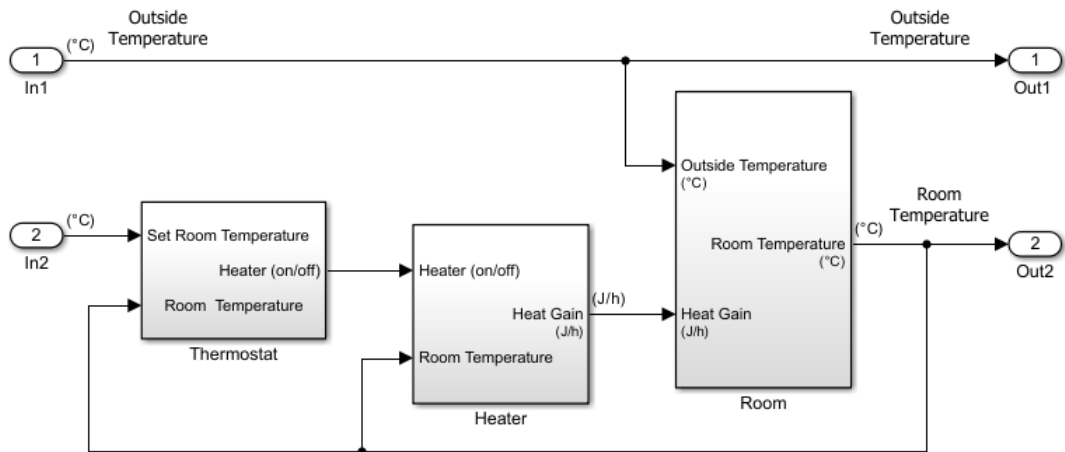 Outside
Temperature
Outside
Temperature
(°C)
1
In1
1
Out1
Outside Temperature
(°C)
Room
Temperature
(°C)
2
In2
Set Room Temperature
Heater (on/off)
Room Temperature
Thermostat
Heater (on/off)
Heat Gain
(J/h)
Room Temperature
Heater
(J/h)
Room Temperature
(°C)
Heat Gain
(J/h)
Room
(°C)
2
Out2